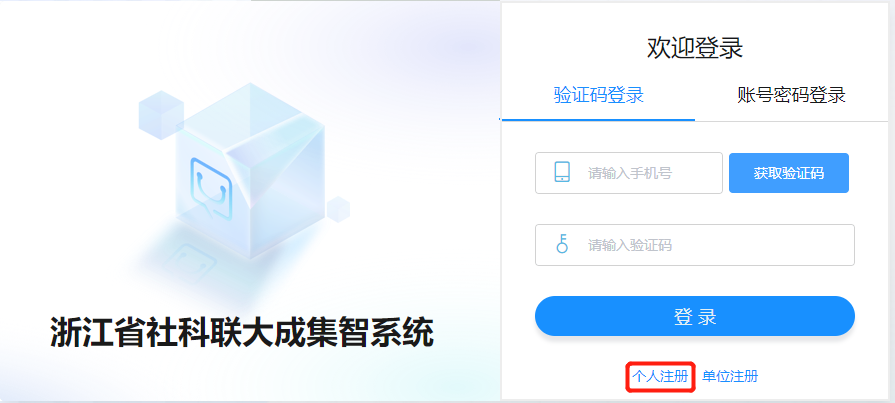 浙江省社科联大成集智系统
欢迎登录
验证码登录 账号密码登录
请输入手机号 获取验证码
请输入验证码
登录
个人注册 单位注册